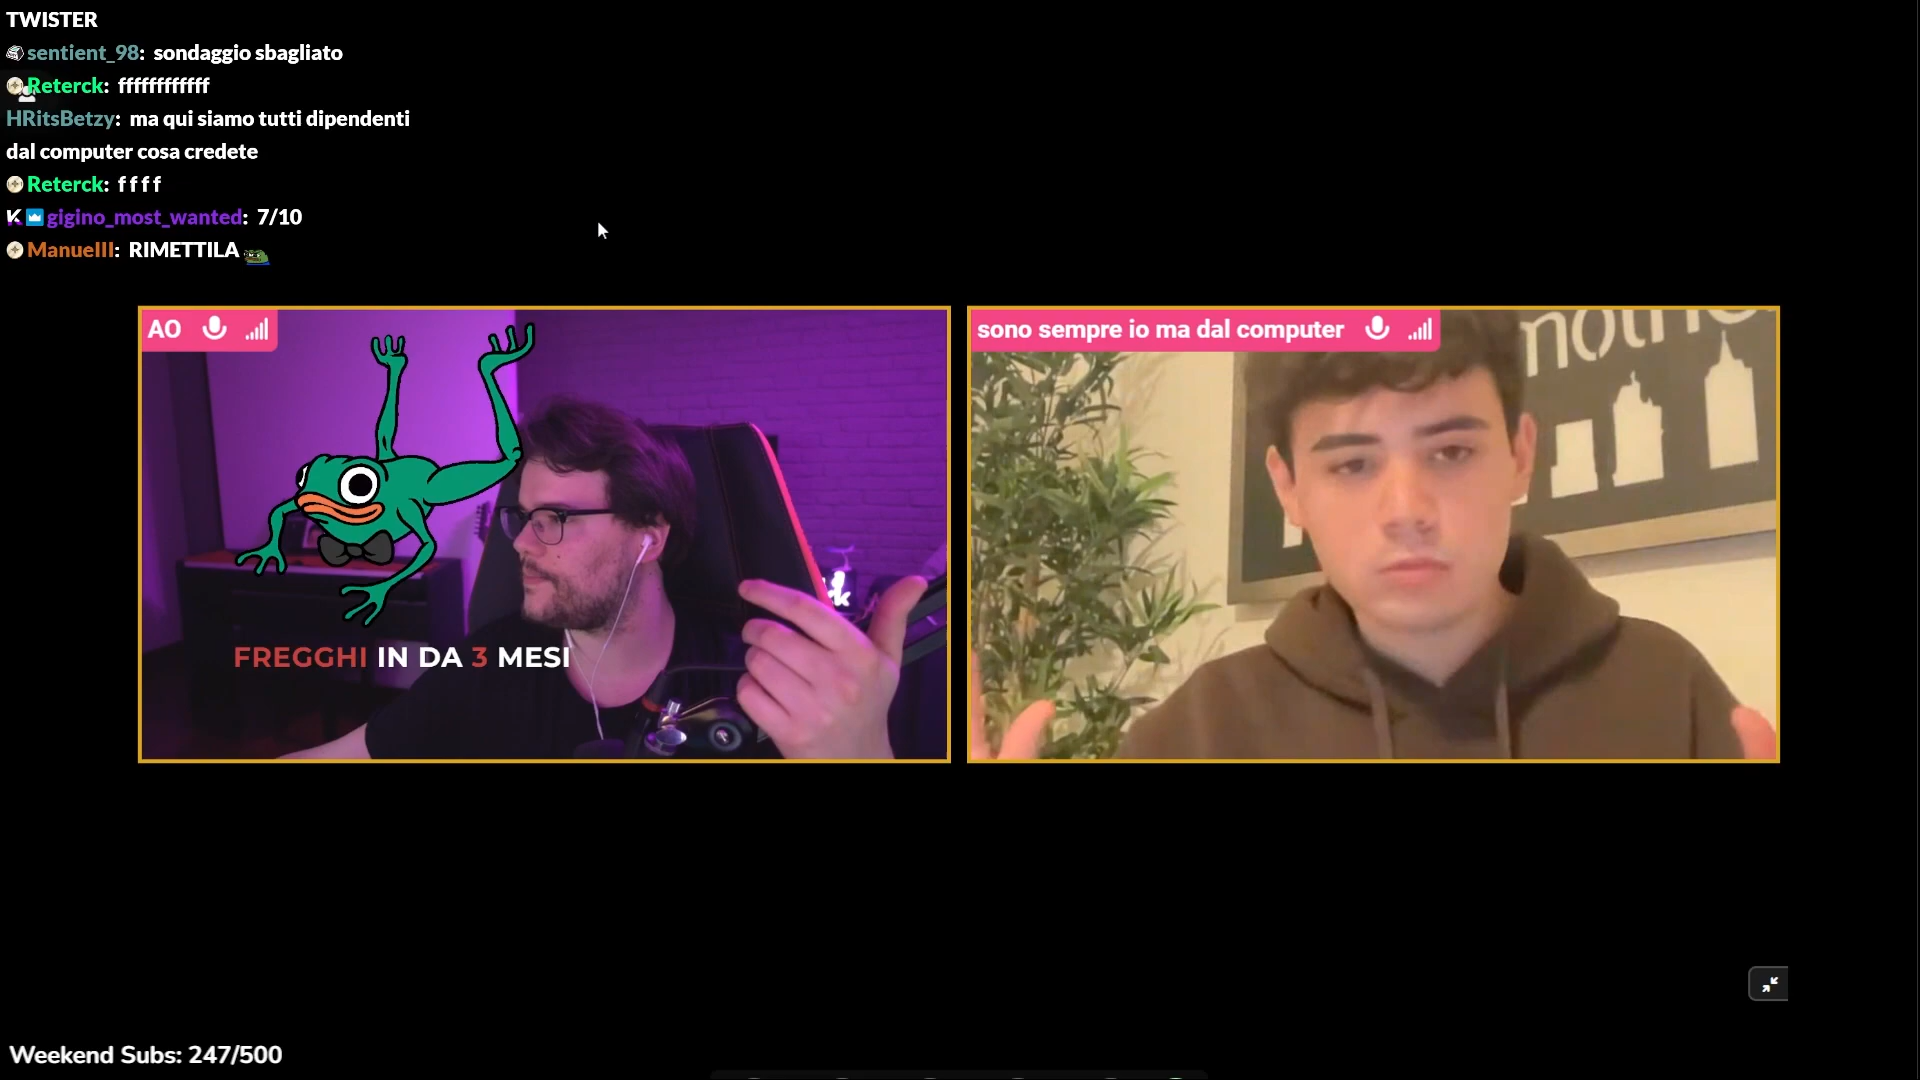 TWISTER
sentient_98: sondaggio sbagliato
Reterck: ffffffffffff
HRitsBetzy: ma qui siamo tutti dipendenti
dal computer cosa credete
Reterck: f f f f
gigino_most_wanted: 7/10
ManuelII: RIMETTILA
AO
sono sempre io ma dal computer
FREGGHI IN DA 3 MESI
Weekend Subs: 247/500